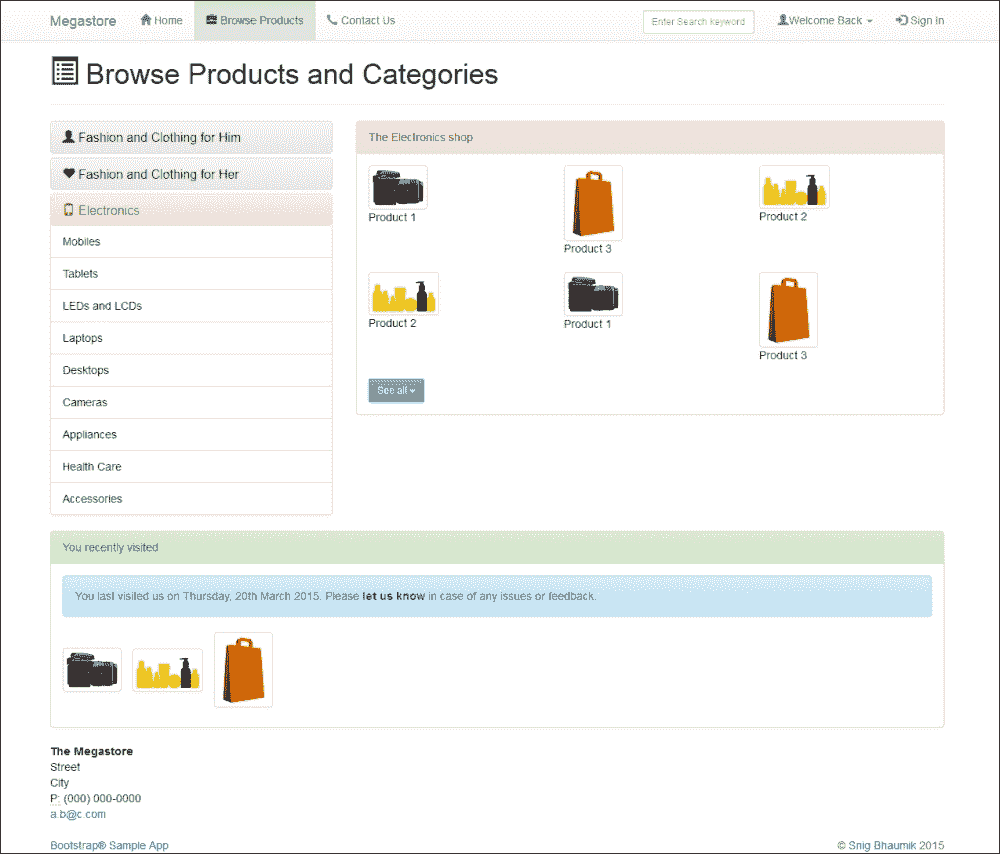 Megastore Home Browse Products Contact Us Enter Search keyword Welcome Back Sign In
Browse Products and Categories
Fashion and Clothing for Him
Fashion and Clothing for Her
Electronics
Mobiles
Tablets
LEDs and LCDs
Laptops
Desktops
Cameras
Appliances
Health Care
Accessories
The Electronics shop
Product 1
Product 3
Product 2
Product 2
Product 1
Product 3
See all
You recently visited
You last visited us on Thursday, 20th March 2015. Please let us know in case of any issues or feedback.
The Megastore
Street
City
P: (000) 000-0000
a.b@c.com
Bootstrap® Sample App © Snig Bhaumik 2015